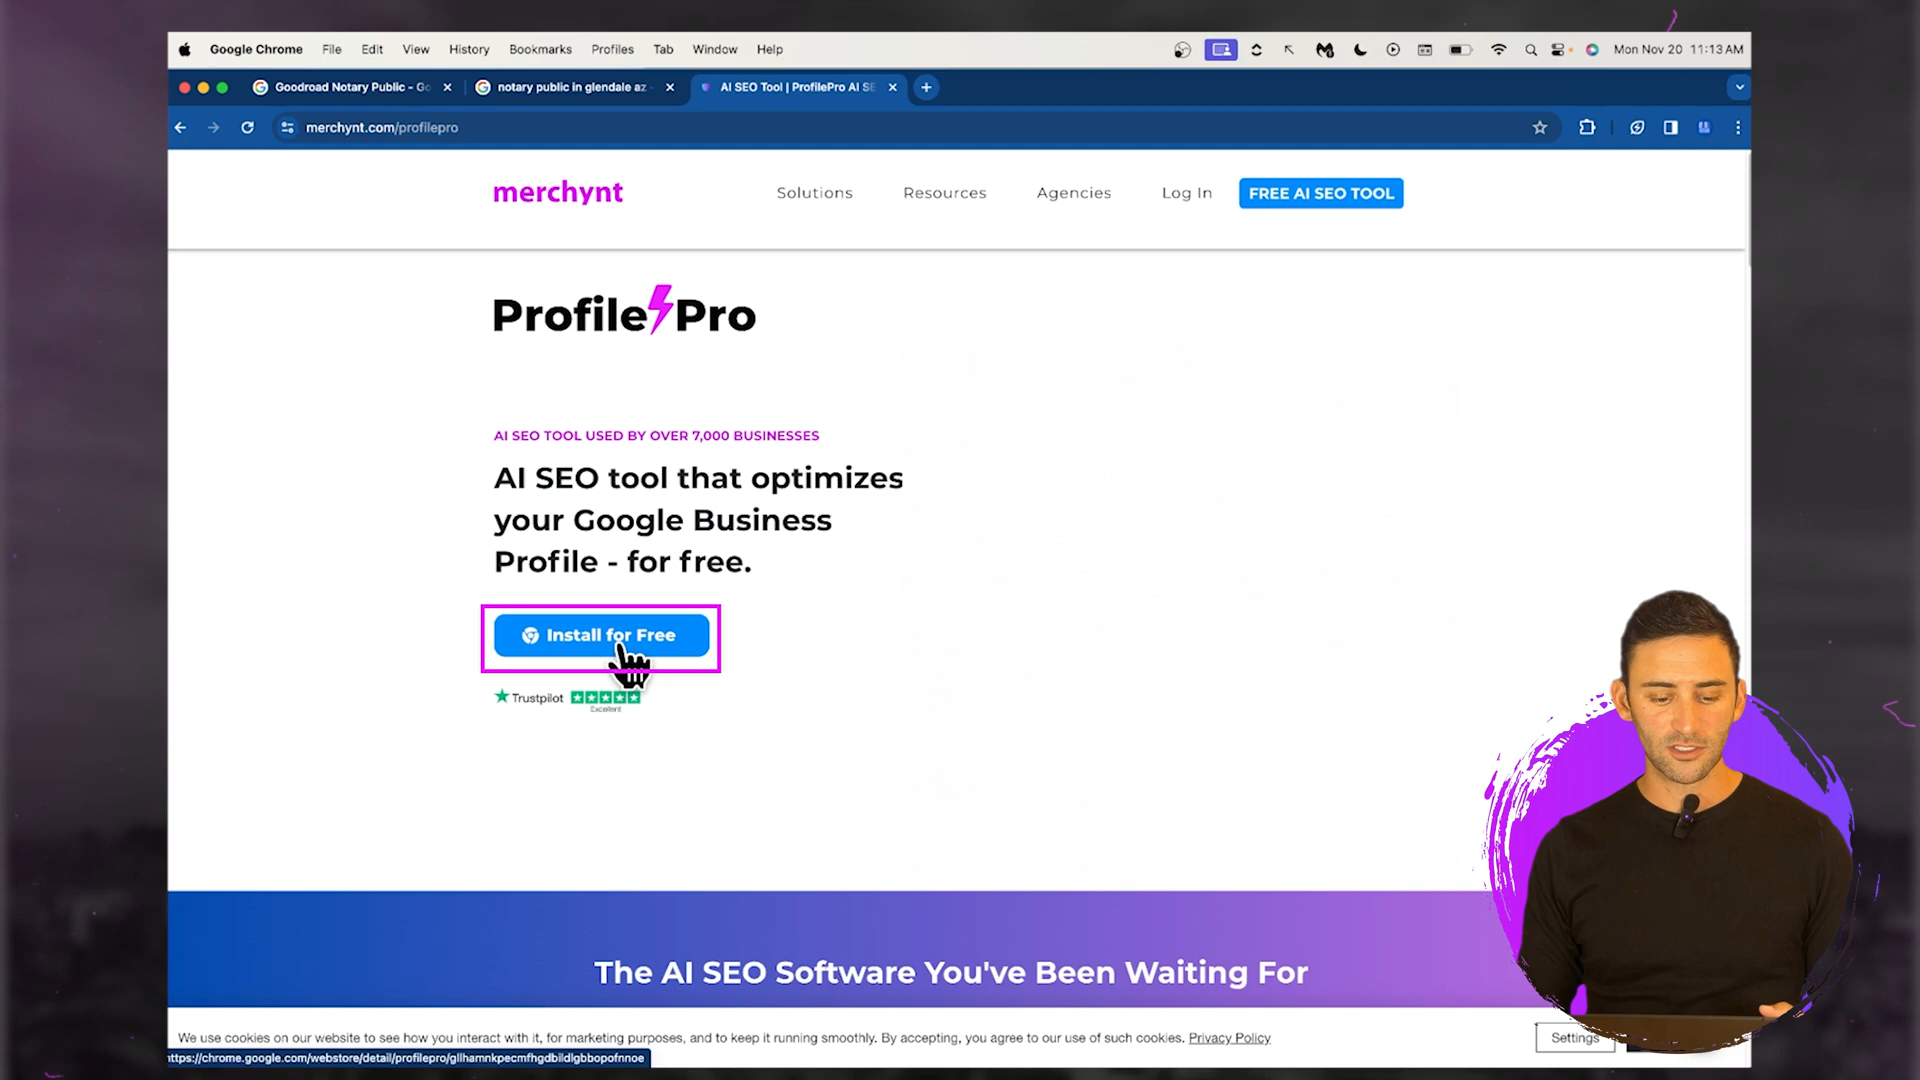 Google Chrome File Edit View History Bookmarks Profiles Tab Window Help Mon Nov 20 11:13 AM
Goodroad Notary Public - Go notary public in glendale az - AI SEO Tool | ProfilePro AI SE
merchynt.com/profilepro
merchynt Solutions Resources Agencies Log In FREE AI SEO TOOL
Profile Pro
AI SEO TOOL USED BY OVER 7,000 BUSINESSES
AI SEO tool that optimizes
your Google Business
Profile - for free.
Install for Free
Trustpilot
Excellent
The AI SEO Software You've Been Waiting For
We use cookies on our website to see how you interact with it, for marketing purposes, and to keep it running smoothly. By accepting, you agree to our use of such cookies. Privacy Policy
Settings
https://chrome.google.com/webstore/detail/profilepro/gllhamnkpecmfhgdbildlgbbopofnnoe